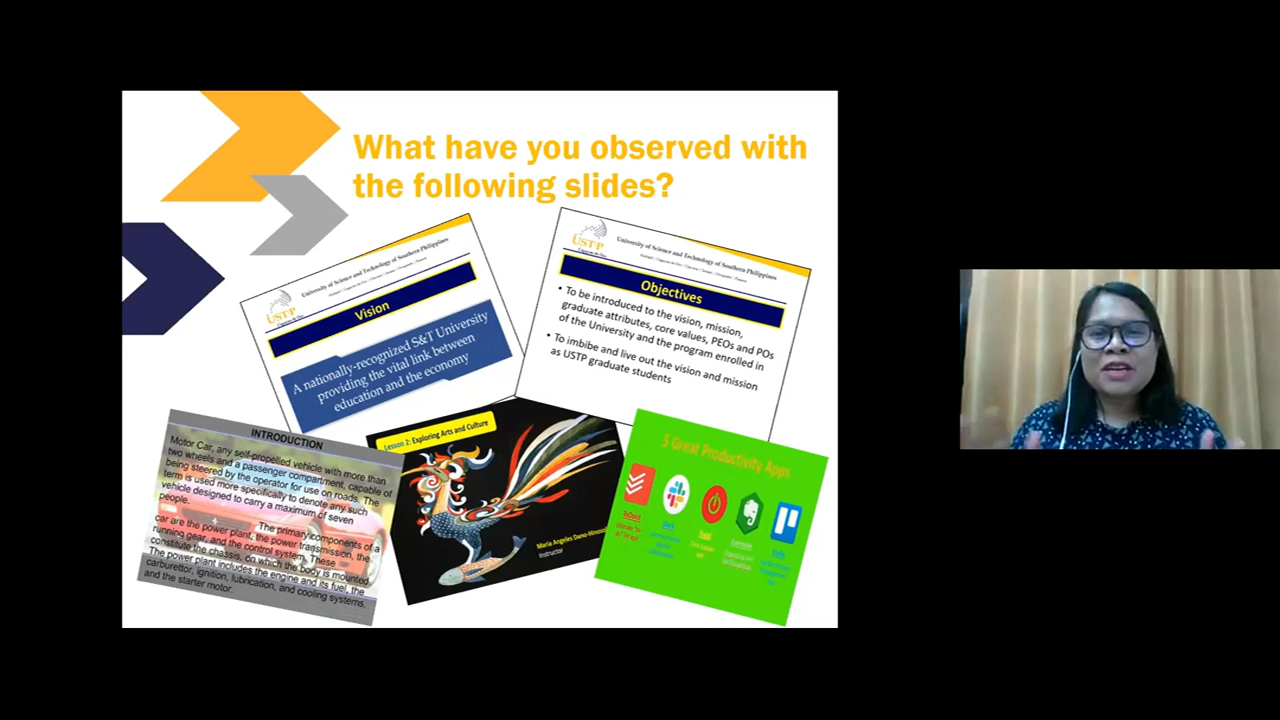 What have you observed with
the following slides?
USTP
University of Science and Technology of Southern Philippines
Vision
A nationally-recognized S&T University
providing the vital link between
education and the economy
USTP
University of Science and Technology of Southern Philippines
Objectives
• To be introduced to the vision, mission,
graduate attributes, core values, PEOs and POs
of the University and the program enrolled in
• To imbibe and live out the vision and mission
as USTP graduate students
INTRODUCTION
Motor Car, any self-propelled vehicle with more than
two wheels and a passenger compartment, capable of
being steered by the operator for use on roads. The
term is used more specifically to denote any such
vehicle designed to carry a maximum of seven
people.
The primary components of a
car are the power plant, the power transmission, the
running gear, and the control system. These
constitute the chassis, on which the body is mounted
The power plant includes the engine and its fuel, the
carburettor, ignition, lubrication, and cooling systems,
and the starter motor.
Lesson 2: Exploring Arts and Culture
Maria Angeles
Instructor
5 Great Productivity Apps